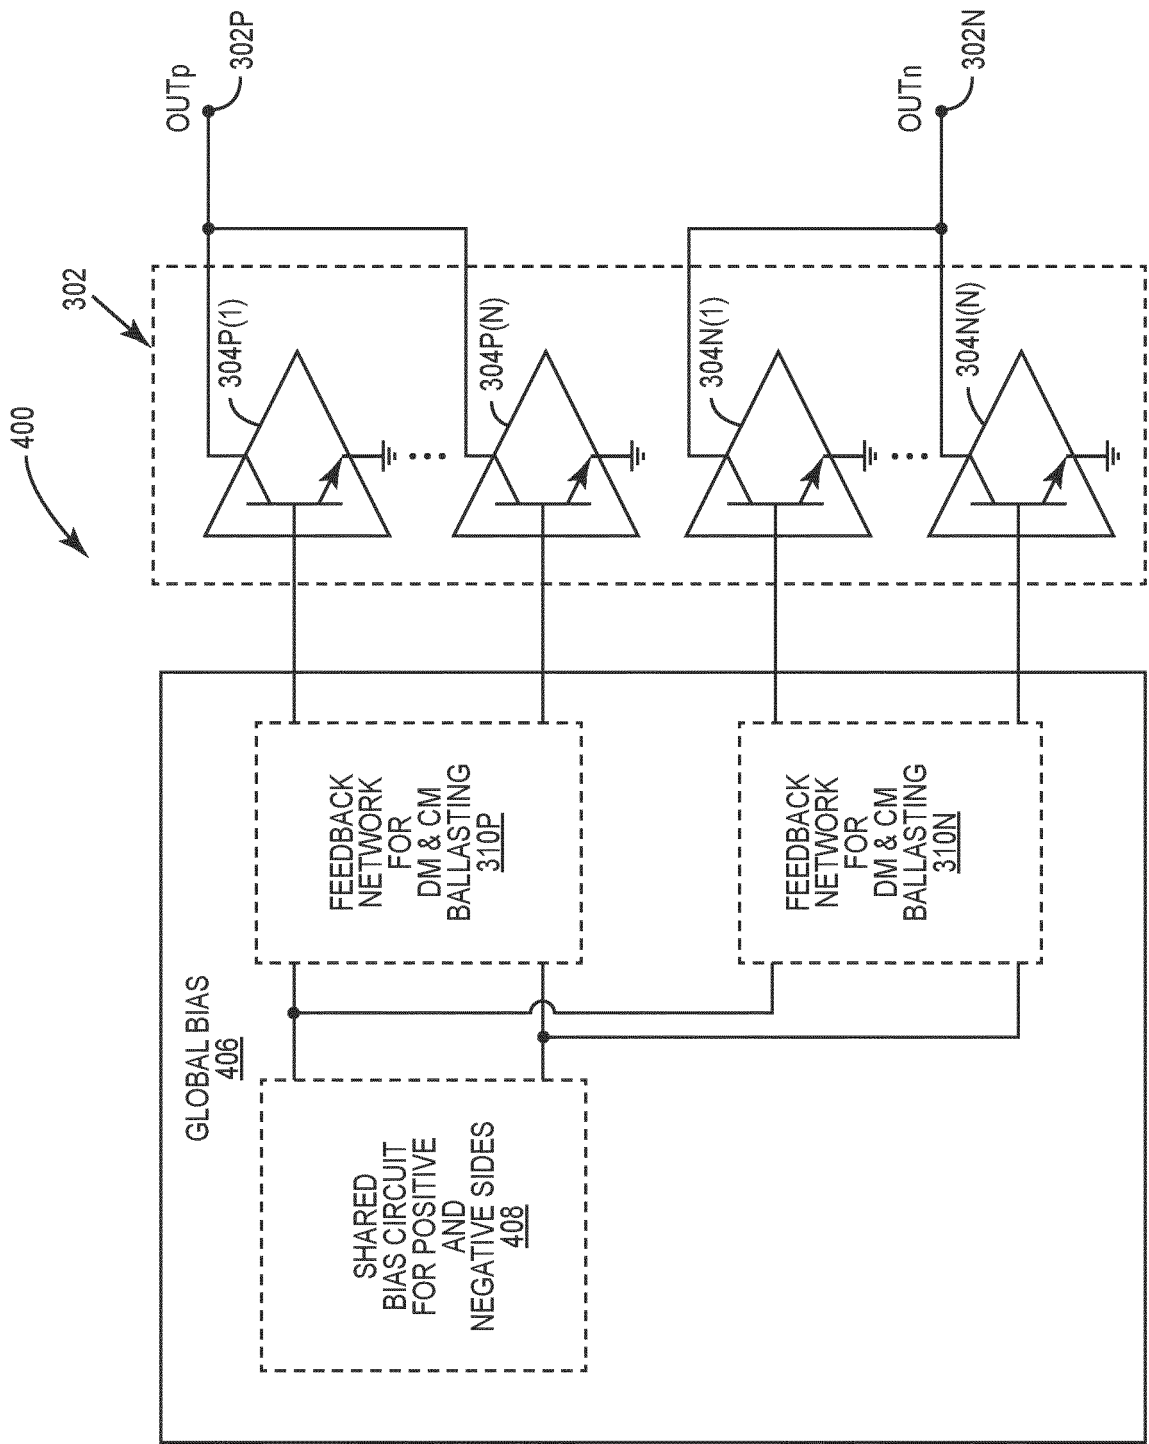 400
302
OUTp
302P
304P(1)
304P(N)
OUTn
302N
304N(1)
304N(N)
GLOBAL BIAS
406
FEEDBACK
NETWORK
FOR
DM & CM
BALLASTING
310P
FEEDBACK
NETWORK
FOR
DM & CM
BALLASTING
310N
SHARED
BIAS CIRCUIT
FOR POSITIVE
AND
NEGATIVE SIDES
408